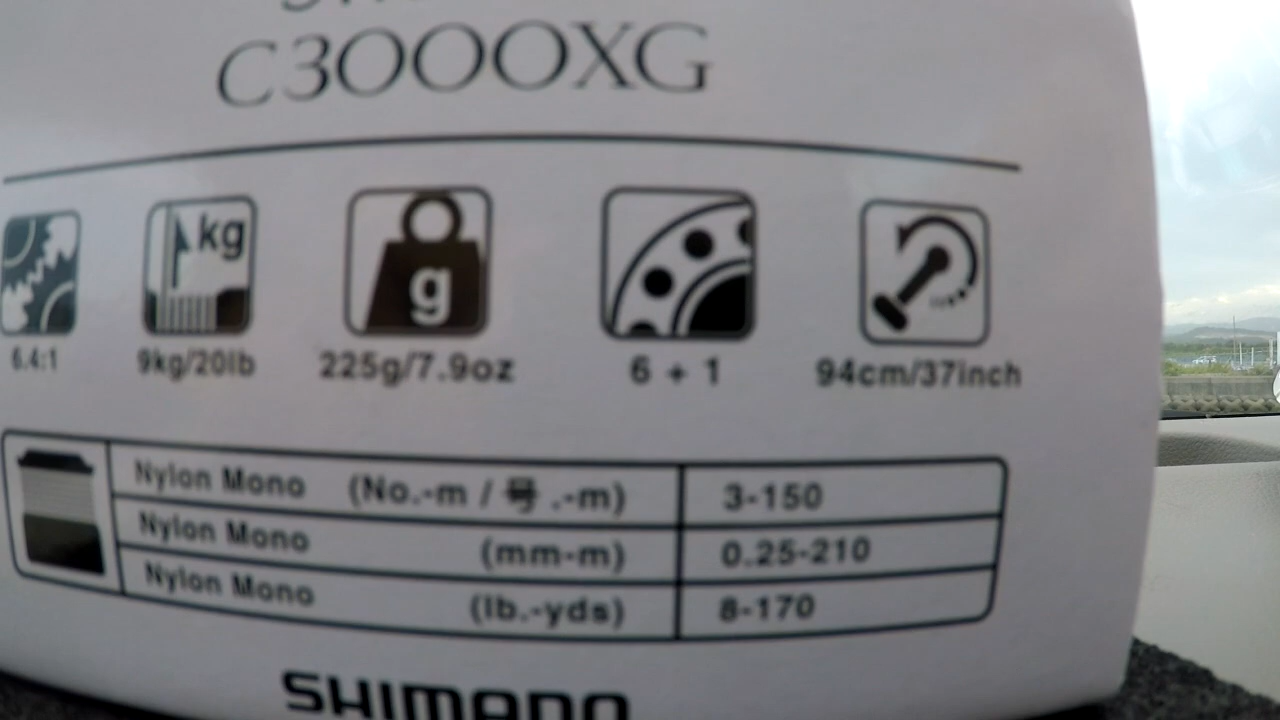 C3000XG
kg
g
6.4:1
9kg/20lb
225g/7.9oz
6 + 1
94cm/37inch
Nylon Mono (No.-m / 号.-m) 3-150
Nylon Mono (mm-m) 0.25-210
Nylon Mono (lb.-yds) 8-170
SHIMANO